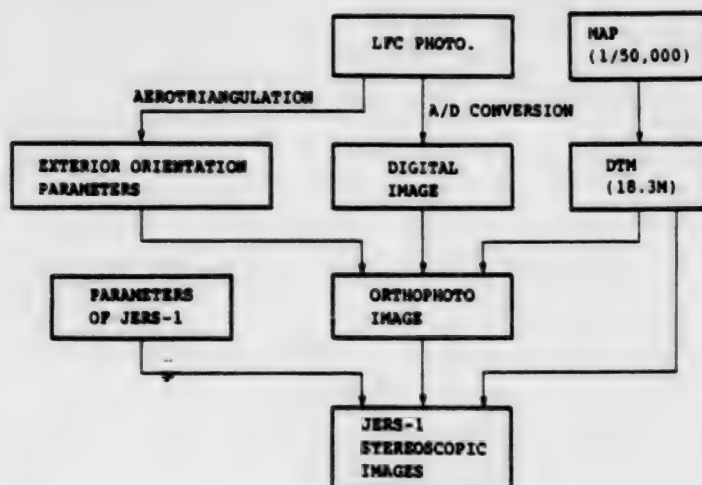 LFC PHOTO.
MAP
(1/50,000)
AEROTRIANGULATION
A/D CONVERSION
EXTERIOR ORIENTATION
PARAMETERS
DIGITAL
IMAGE
DTM
(18.3M)
PARAMETERS
OF JERS-1
ORTHOPHOTO
IMAGE
JERS-1
STEREOSCOPIC
IMAGES